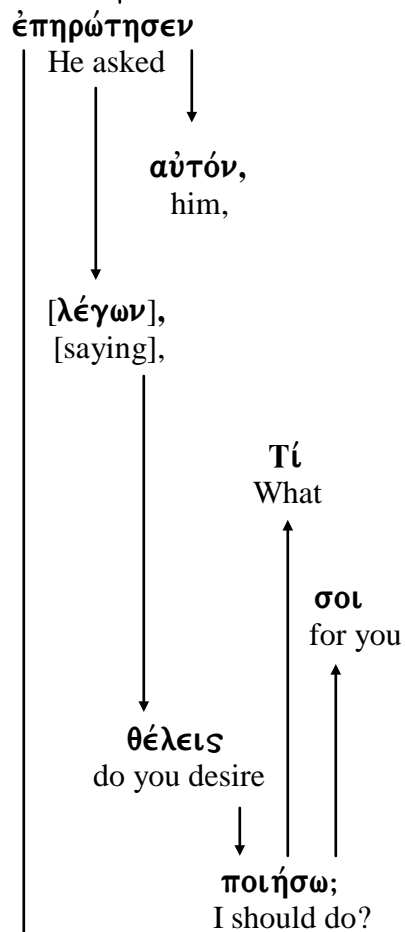 ἐπηρώτησεν
He asked
αὐτόν,
him,
[λέγων],
[saying],
Τί
What
σοι
for you
θέλεις
do you desire
ποιήσω;
I should do?